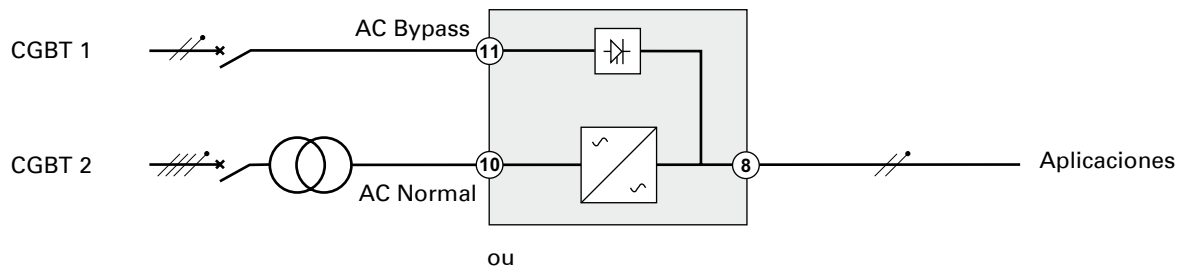 CGBT 1
AC Bypass
11
CGBT 2
AC Normal
10
8
Aplicaciones
ou